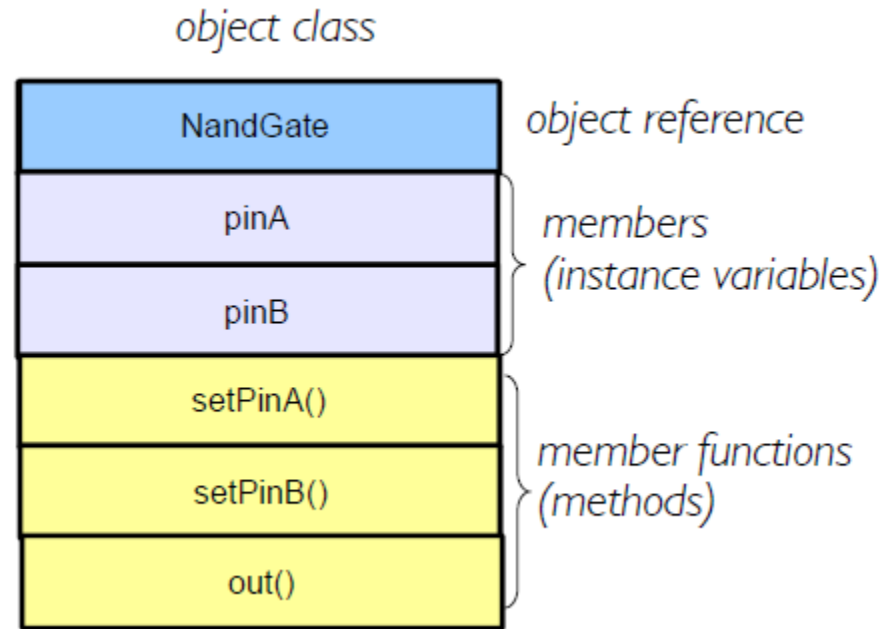 object class
NandGate
object reference
pinA
members
(instance variables)
pinB
setPinA()
setPinB()
member functions
(methods)
out()